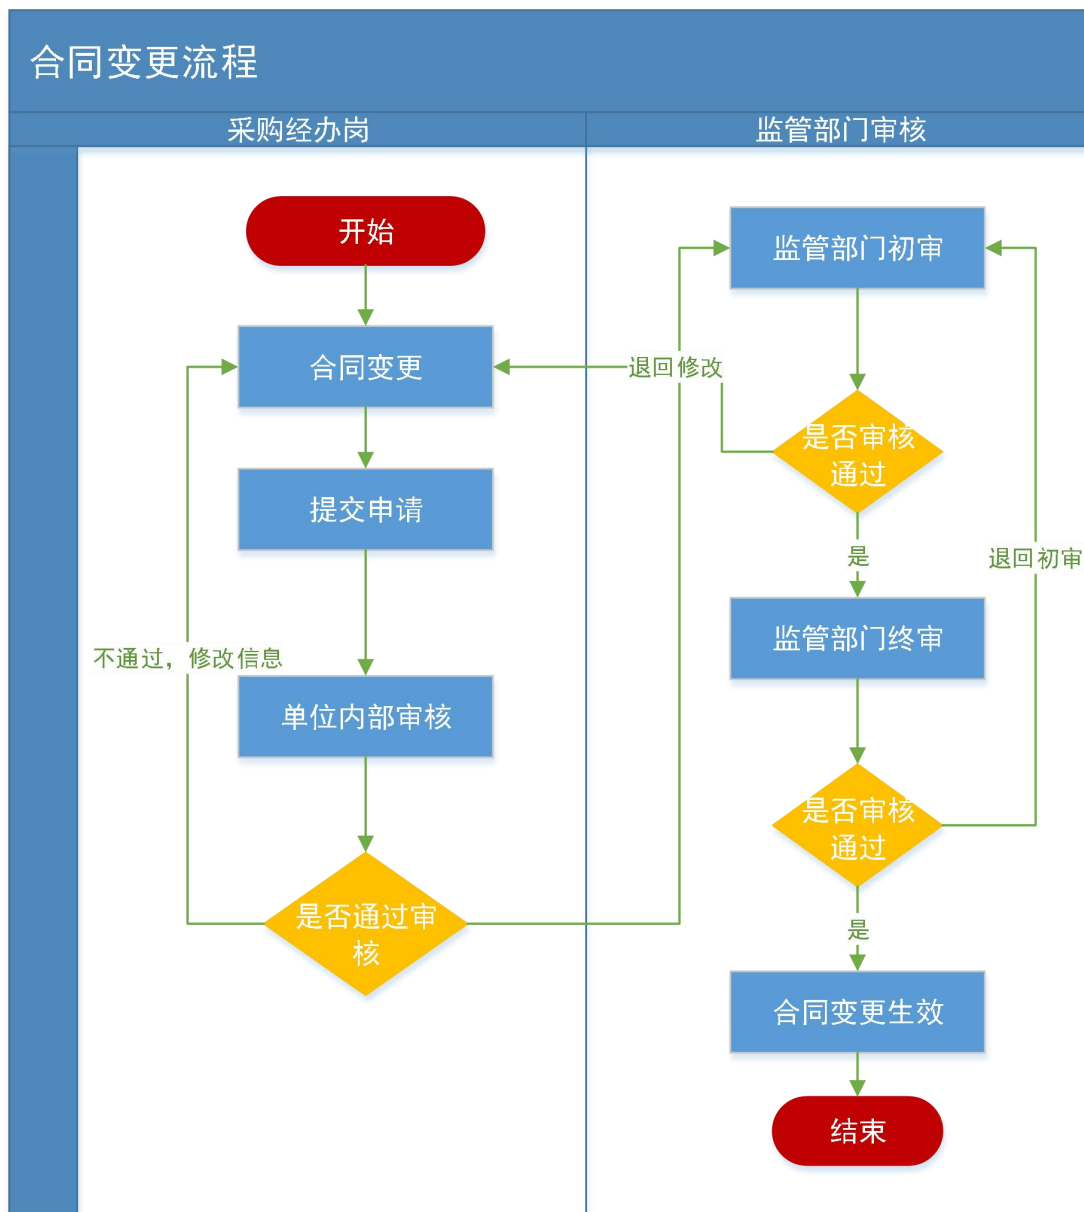 合同变更流程
采购经办岗
监管部门审核
开始
合同变更
提交申请
不通过，修改信息
单位内部审核
是否通过审
核
监管部门初审
退回修改
是否审核
通过
是
退回初审
监管部门终审
是否审核
通过
是
合同变更生效
结束